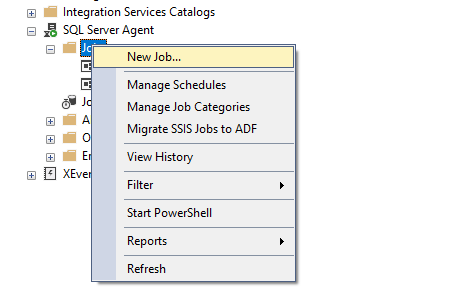 Integration Services Catalogs
SQL Server Agent
Jo
New Job...
Manage Schedules
Jo
Manage Job Categories
A
Migrate SSIS Jobs to ADF
O
Er
View History
XEver
Filter
Start PowerShell
Reports
Refresh